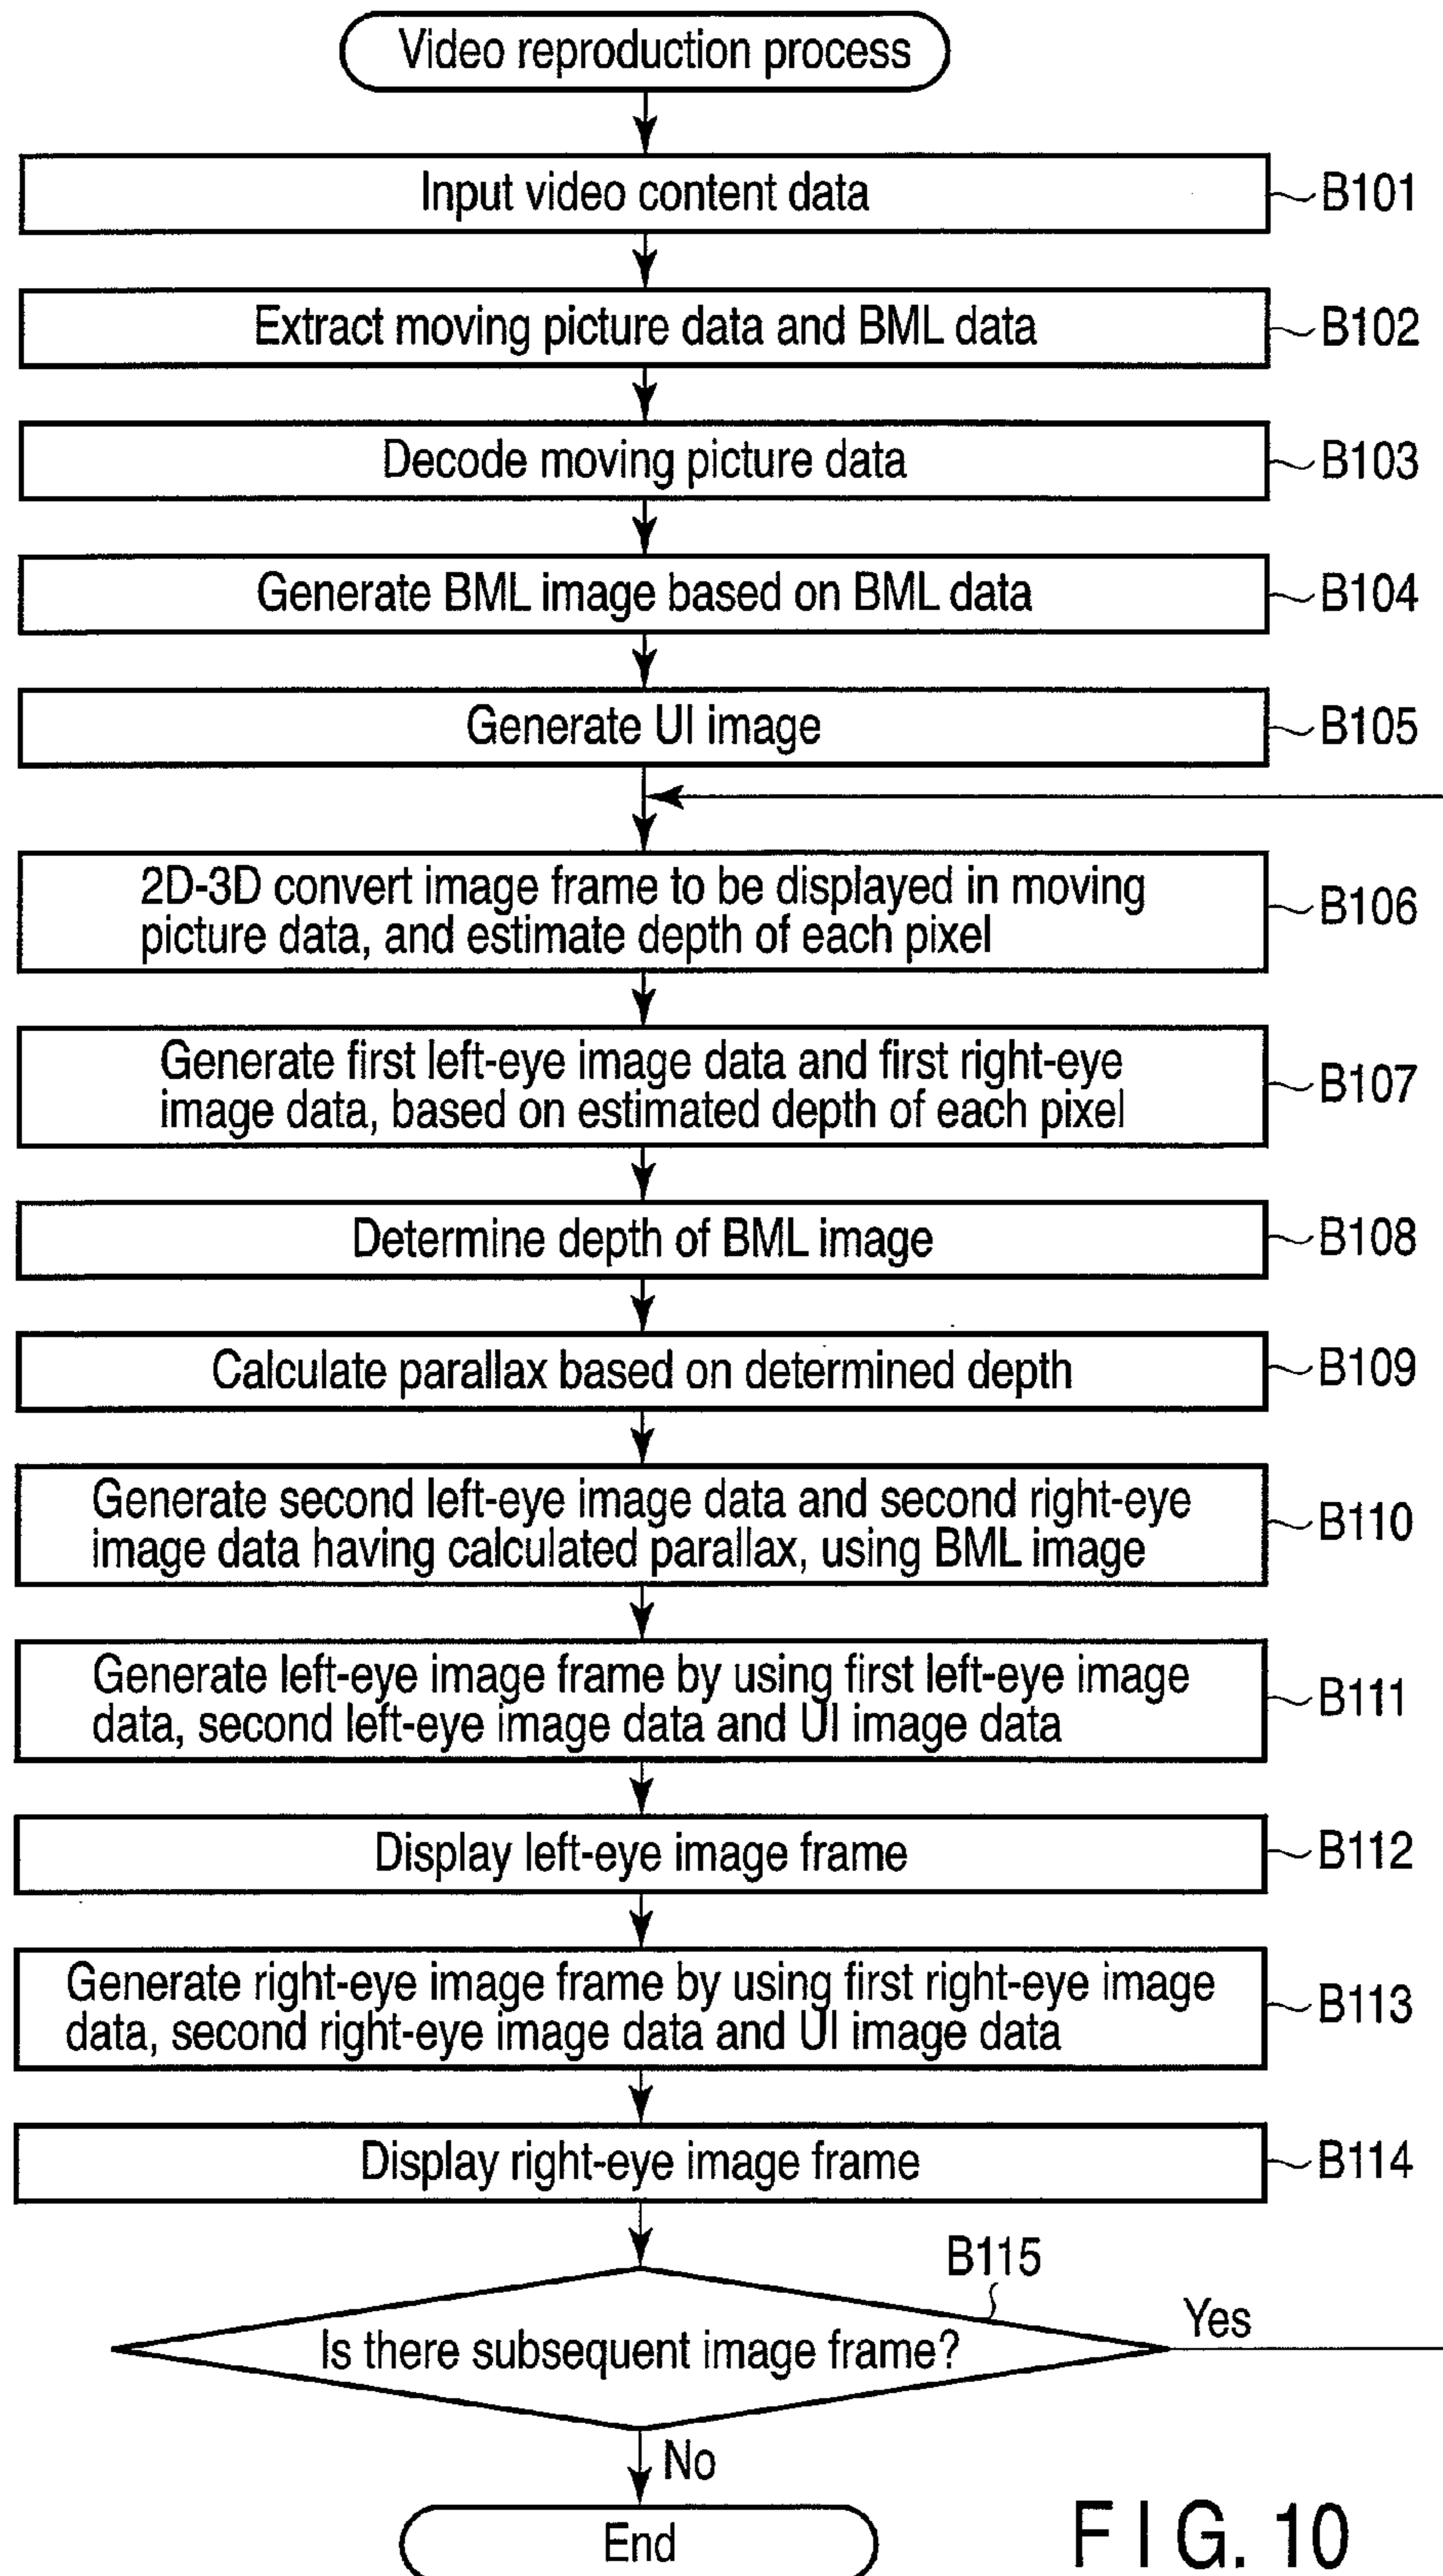 Video reproduction process
Input video content data
B101
Extract moving picture data and BML data
B102
Decode moving picture data
B103
Generate BML image based on BML data
B104
Generate UI image
B105
2D-3D convert image frame to be displayed in moving
picture data, and estimate depth of each pixel
B106
Generate first left-eye image data and first right-eye
image data, based on estimated depth of each pixel
B107
Determine depth of BML image
B108
Calculate parallax based on determined depth
B109
Generate second left-eye image data and second right-eye
image data having calculated parallax, using BML image
B110
Generate left-eye image frame by using first left-eye image
data, second left-eye image data and UI image data
B111
Display left-eye image frame
B112
Generate right-eye image frame by using first right-eye image
data, second right-eye image data and UI image data
B113
Display right-eye image frame
B114
B115
Is there subsequent image frame?
Yes
No
End
FIG. 10